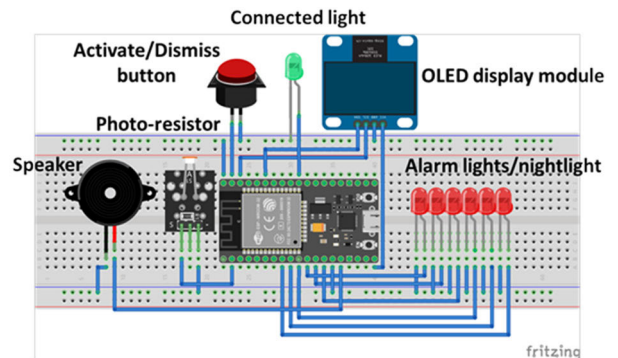 Connected light
Activate/Dismiss
button
OLED display module
Photo-resistor
Speaker
Alarm lights/nightlight
fritzing